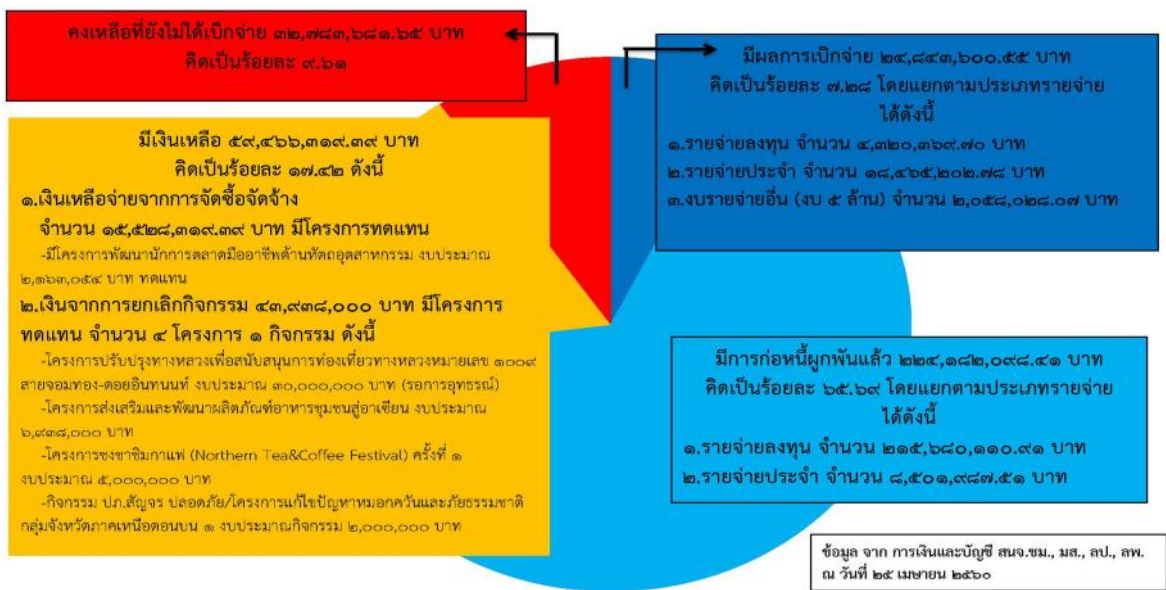 คงเหลือที่ยังไม่ได้เบิกจ่าย ๓๒,๗๘๓,๖๘๑.๖๕ บาท
คิดเป็นร้อยละ ๙.๖๑
มีผลการเบิกจ่าย ๒๔,๘๔๓,๖๐๐.๕๕ บาท
คิดเป็นร้อยละ ๗.๒๘ โดยแยกตามประเภทรายจ่าย
ได้ดังนี้
๑.รายจ่ายลงทุน จำนวน ๔,๓๒๐,๓๖๙.๗๐ บาท
๒.รายจ่ายประจำ จำนวน ๑๘,๔๖๕,๒๐๒.๗๘ บาท
๓.งบรายจ่ายอื่น (งบ ๕ ล้าน) จำนวน ๒,๐๕๘,๐๒๘.๐๗ บาท
มีเงินเหลือ ๕๙,๔๖๖,๓๑๙.๓๙ บาท
คิดเป็นร้อยละ ๑๗.๔๒ ดังนี้
๑.เงินเหลือจ่ายจากการจัดซื้อจัดจ้าง
จำนวน ๑๕,๕๒๘,๓๑๙.๓๙ บาท มีโครงการทดแทน
-มีโครงการพัฒนานักการตลาดมืออาชีพด้านหัตถอุตสาหกรรม งบประมาณ
๒,๑๖๓,๐๕๔ บาท ทดแทน
๒.เงินจากการยกเลิกกิจกรรม ๔๓,๙๓๘,๐๐๐ บาท มีโครงการ
ทดแทน จำนวน ๔ โครงการ ๑ กิจกรรม ดังนี้
-โครงการปรับปรุงทางหลวงเพื่อสนับสนุนการท่องเที่ยวทางหลวงหมายเลข ๑๐๐๙
สายจอมทอง-ดอยอินทนนท์ งบประมาณ ๓๐,๐๐๐,๐๐๐ บาท (รอการอุทธรณ์)
-โครงการส่งเสริมและพัฒนาผลิตภัณฑ์อาหารชุมชนสู่อาเซียน งบประมาณ
๖,๙๓๘,๐๐๐ บาท
-โครงการชงชาชิมกาแฟ (Northern Tea&Coffee Festival) ครั้งที่ ๑
งบประมาณ ๕,๐๐๐,๐๐๐ บาท
-กิจกรรม ปภ.สัญจร ปลอดภัย/โครงการแก้ไขปัญหาหมอกควันและภัยธรรมชาติ
กลุ่มจังหวัดภาคเหนือตอนบน ๑ งบประมาณกิจกรรม ๒,๐๐๐,๐๐๐ บาท
มีการก่อหนี้ผูกพันแล้ว ๒๒๔,๑๘๒,๐๙๘.๔๑ บาท
คิดเป็นร้อยละ ๖๕.๖๙ โดยแยกตามประเภทรายจ่าย
ได้ดังนี้
๑.รายจ่ายลงทุน จำนวน ๒๑๕,๖๘๐,๑๑๐.๙๑ บาท
๒.รายจ่ายประจำ จำนวน ๘,๕๐๑,๙๘๗.๕๑ บาท
ข้อมูล จาก การเงินและบัญชี สนจ.ชม., มส., ลป., ลพ.
ณ วันที่ ๒๕ เมษายน ๒๕๖๐